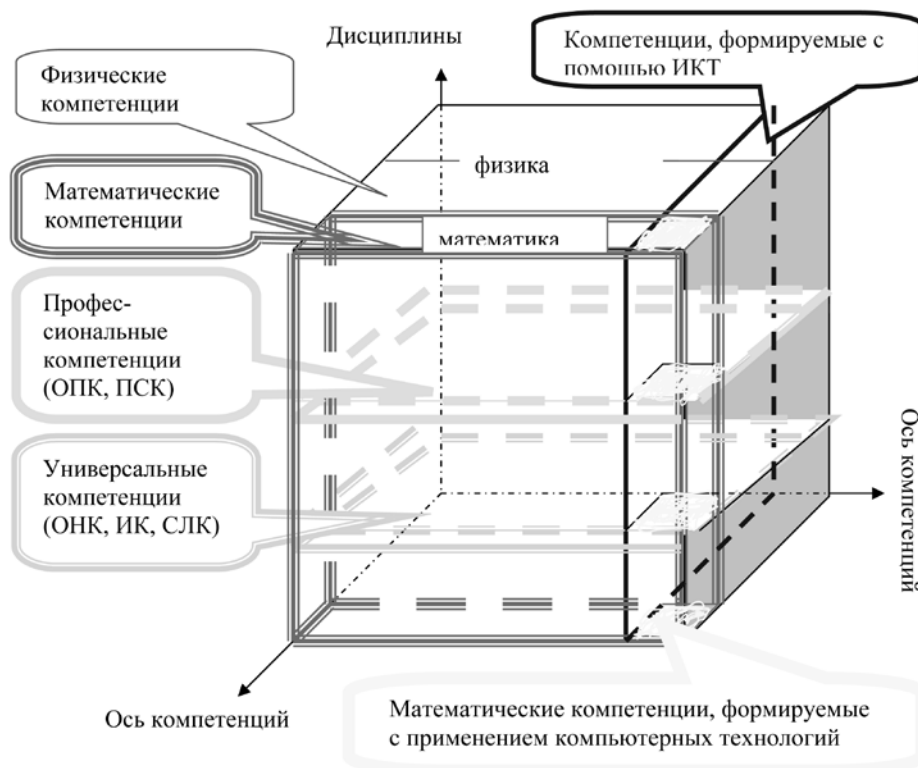 Дисциплины
Компетенции, формируемые с
помошью ИКТ
Физические
компетенции
физика
Математические
компетенции
математика
Профес-
сиональные
компетенции
(ОПК, ПСК)
Универсальные
компетенции
(ОНК, ИК, СЛК)
Ось компетенций
Ось компетенций
Математические компетенции, формируемые
с применением компьютерных технологий